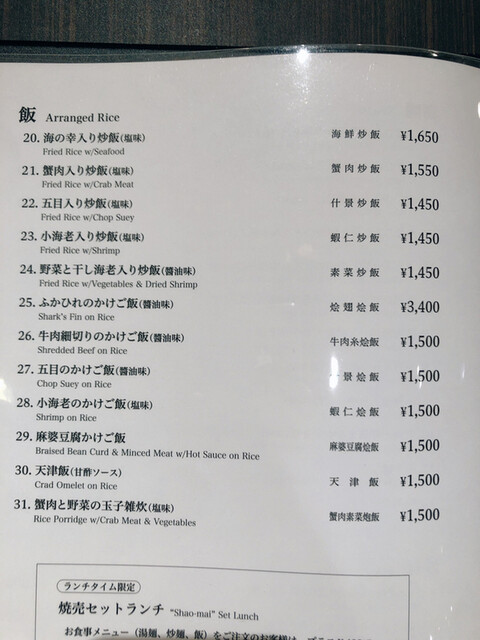 飯 Arranged Rice
20. 海の幸入り炒飯(塩味) 海鮮炒飯 ¥1,650
Fried Rice w/Seafood
21. 蟹肉入り炒飯(塩味) 蟹肉炒飯 ¥1,550
Fried Rice w/Crab Meat
22. 五目入り炒飯(塩味) 什景炒飯 ¥1,450
Fried Rice w/Chop Suey
23. 小海老入り炒飯(塩味) 蝦仁炒飯 ¥1,450
Fried Rice w/Shrimp
24. 野菜と干し海老入り炒飯(醬油味) 素菜炒飯 ¥1,450
Fried Rice w/Vegetables & Dried Shrimp
25. ふかひれのかけご飯(醬油味) 烩翅烩飯 ¥3,400
Shark's Fin on Rice
26. 牛肉細切りのかけご飯(醬油味) 牛肉糸烩飯 ¥1,500
Shredded Beef on Rice
27. 五目のかけご飯(醬油味) 景烩飯 ¥1,500
Chop Suey on Rice
28. 小海老のかけご飯(塩味) 蝦仁烩飯 ¥1,500
Shrimp on Rice
29. 麻婆豆腐かけご飯 麻婆豆腐烩飯 ¥1,500
Braised Bean Curd & Minced Meat w/Hot Sauce on Rice
30. 天津飯(甘酢ソース) 天津飯 ¥1,500
Crad Omelet on Rice
31. 蟹肉と野菜の玉子雑炊(塩味) 蟹肉素菜炮飯 ¥1,500
Rice Porridge w/Crab Meat & Vegetables
ランチタイム限定
焼売セットランチ "Shao-mai" Set Lunch
お食事メニュー（湯麺、炒麺、飯）をご注文のお客様は、